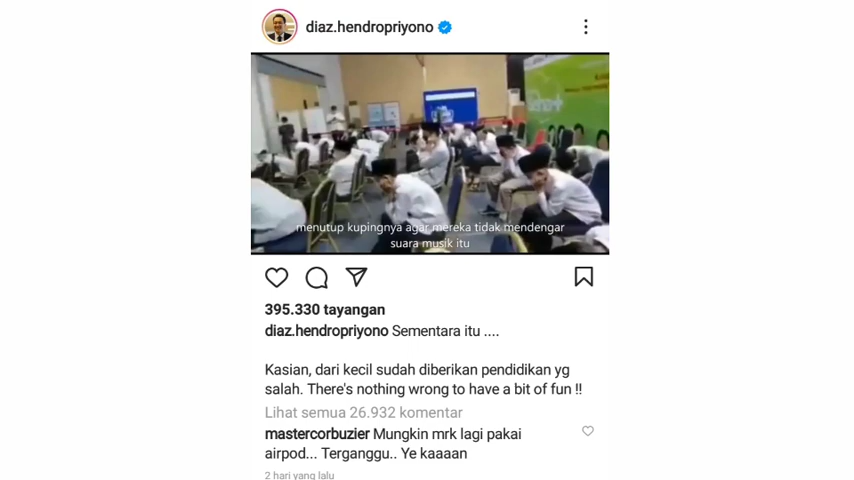 diaz.hendropriyono
menutup kupingnya agar mereka tidak mendengar
suara musik itu
395.330 tayangan
diaz.hendropriyono Sementara itu ....
Kasian, dari kecil sudah diberikan pendidikan yg
salah. There's nothing wrong to have a bit of fun !!
Lihat semua 26.932 komentar
mastercorbuzier Mungkin mrk lagi pakai
airpod... Terganggu.. Ye kaaaan
2 hari yang lalu